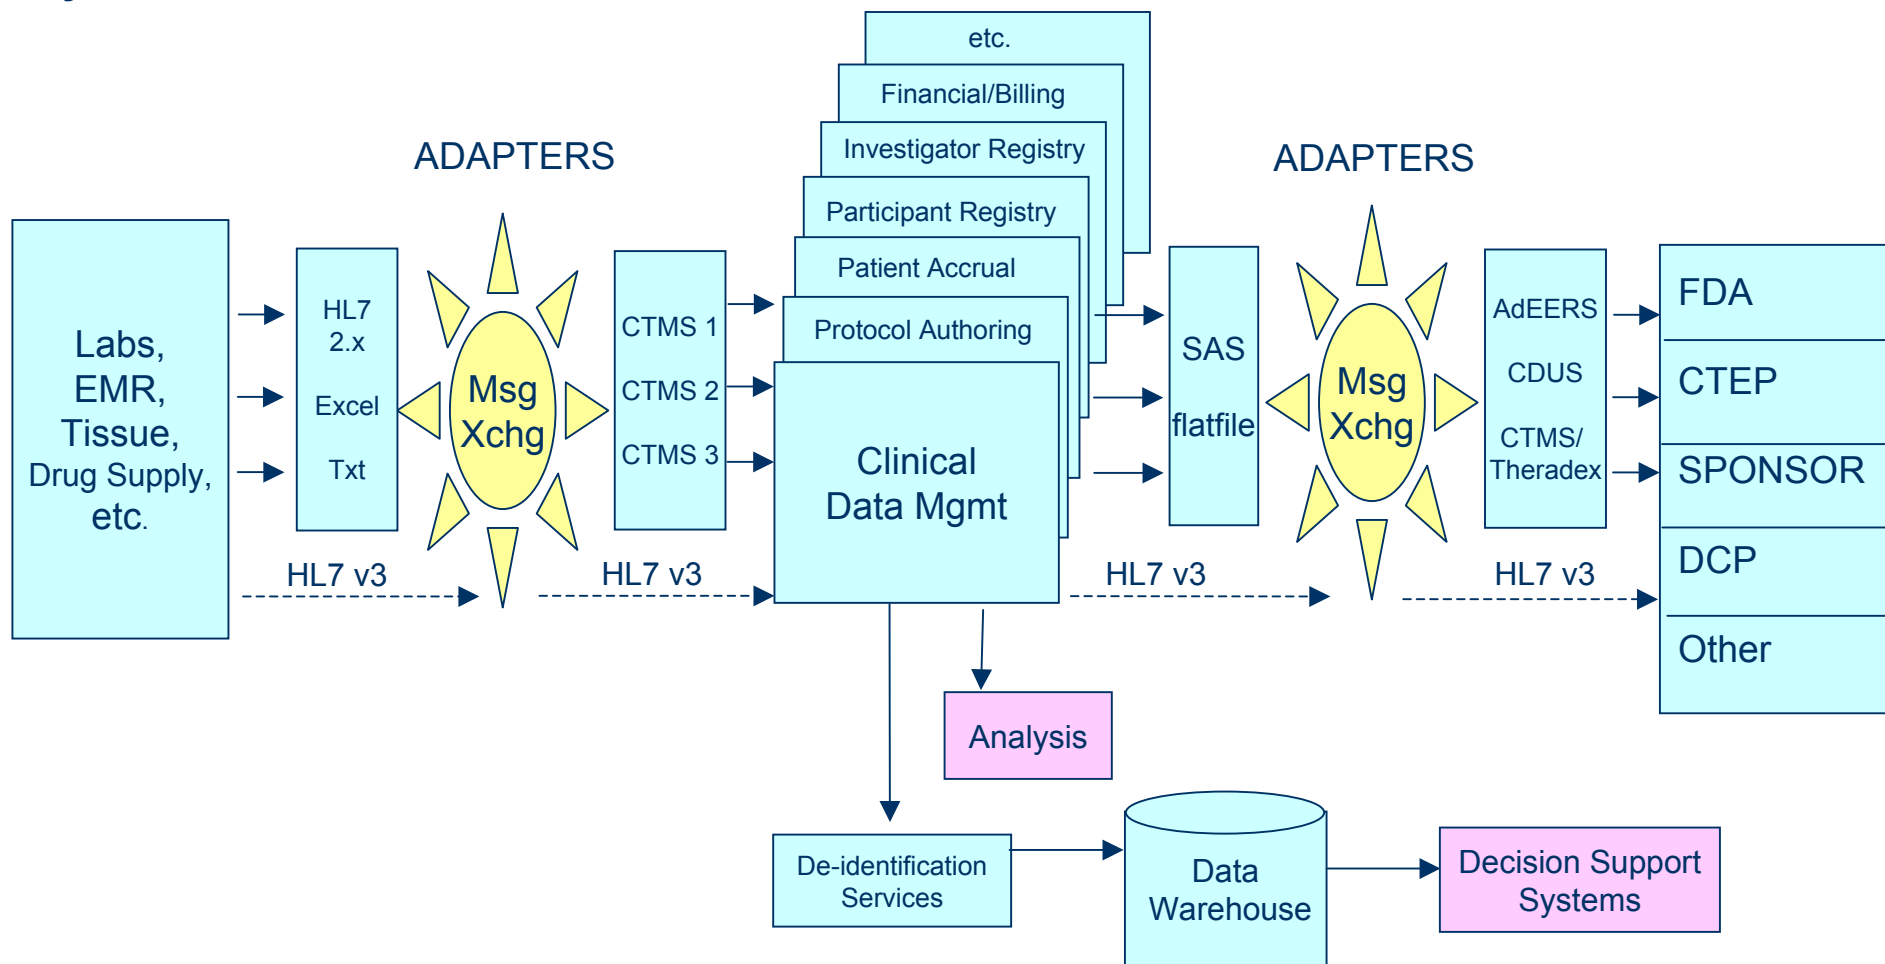 etc.
Financial/Billing
Investigator Registry
Participant Registry
Patient Accrual
Protocol Authoring
Clinical
Data Mgmt
ADAPTERS
ADAPTERS
Labs,
EMR,
Tissue,
Drug Supply,
etc.
HL7
2.x
Excel
Txt
Msg
Xchg
CTMS 1
CTMS 2
CTMS 3
SAS
flatfile
Msg
Xchg
AdEERS
CDUS
CTMS/
Theradex
FDA
CTEP
SPONSOR
DCP
Other
HL7 v3
HL7 v3
HL7 v3
HL7 v3
Analysis
De-identification
Services
Data
Warehouse
Decision Support
Systems